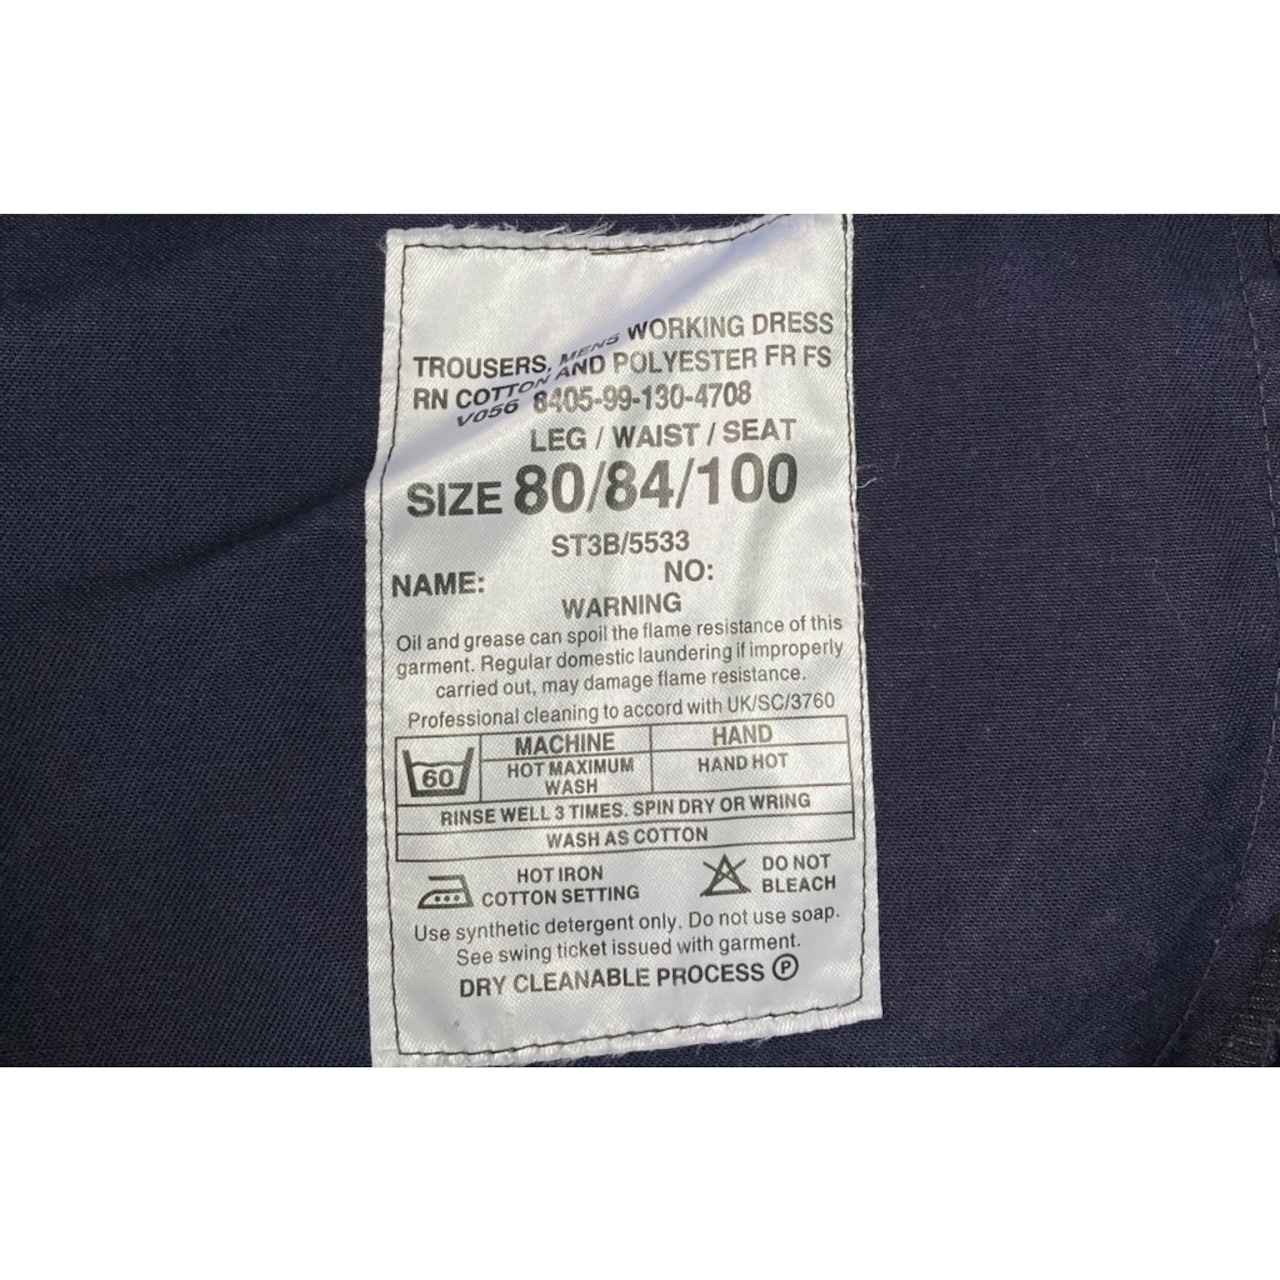 TROUSERS, MENS WORKING DRESS
RN COTTON AND POLYESTER FR FS
V056 8405-99-130-4708
LEG / WAIST / SEAT
SIZE 80/84/100
ST3B/5533
NAME: NO:
WARNING
Oil and grease can spoil the flame resistance of this
garment. Regular domestic laundering if improperly
carried out, may damage flame resistance.
Professional cleaning to accord with UK/SC/3760
MACHINE HAND
60 HOT MAXIMUM HAND HOT
WASH
RINSE WELL 3 TIMES. SPIN DRY OR WRING
WASH AS COTTON
HOT IRON DO NOT
COTTON SETTING BLEACH
Use synthetic detergent only. Do not use soap.
See swing ticket issued with garment.
DRY CLEANABLE PROCESS P